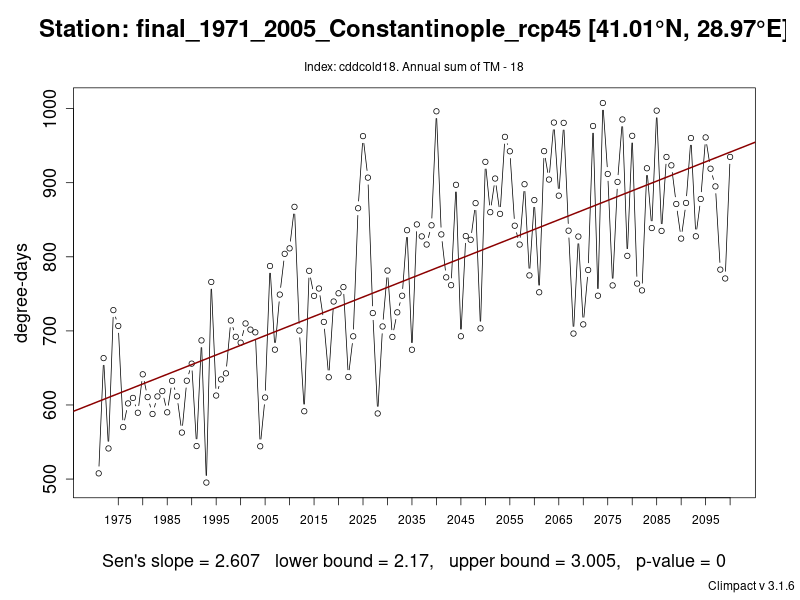 Station: final_1971_2005_Constantinople_rcp45 [41.01°N, 28.97°E]
Index: cddcold18. Annual sum of TM - 18
degree-days
1000
900
800
700
600
500
1975 1985 1995 2005 2015 2025 2035 2045 2055 2065 2075 2085 2095
Sen's slope = 2.607 lower bound = 2.17, upper bound = 3.005, p-value = 0
Climpact v 3.1.6